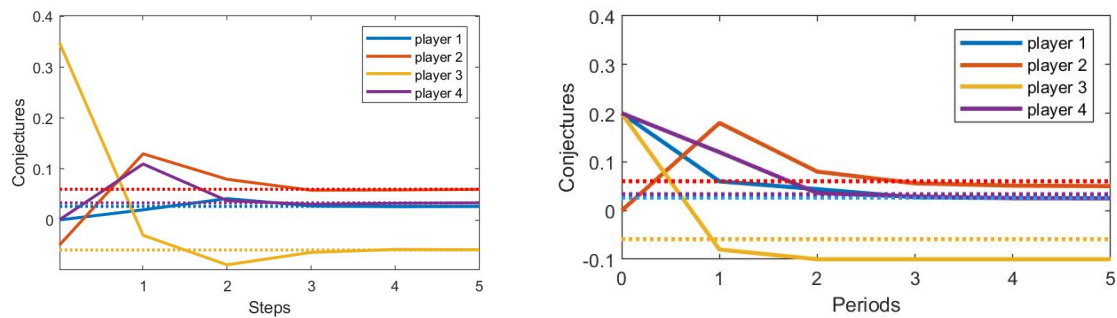 0.4
0.3
0.2
0.1
0
Conjectures
1 2 3 4 5
Steps
player 1
player 2
player 3
player 4
0.4
0.3
0.2
0.1
0
-0.1
Conjectures
0 1 2 3 4 5
Periods
player 1
player 2
player 3
player 4